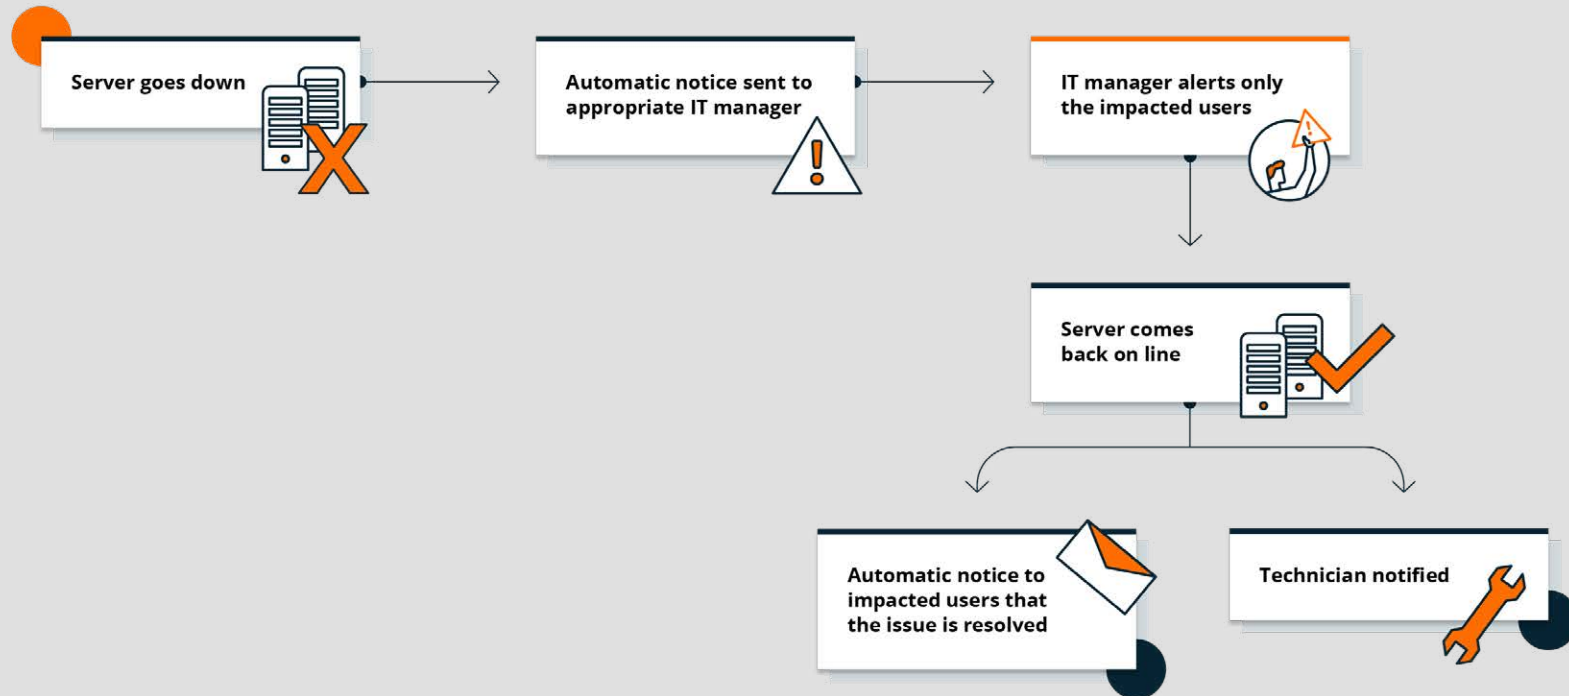 Server goes down
Automatic notice sent to
appropriate IT manager
IT manager alerts only
the impacted users
Server comes
back on line
Automatic notice to
impacted users that
the issue is resolved
Technician notified